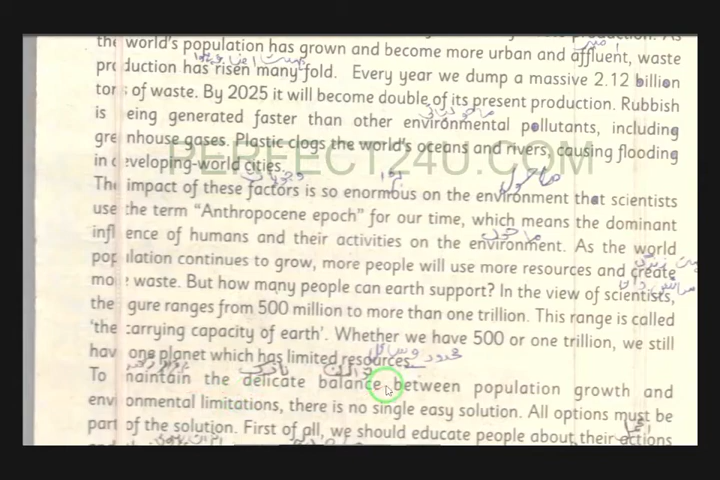 the world's population has grown and become more urban and affluent, waste
production has risen many fold. Every year we dump a massive 2.12 billion
tons of waste. By 2025 it will become double of its present production. Rubbish
is being generated faster than other environmental pollutants, including
greenhouse gases. Plastic clogs the world's oceans and rivers, causing flooding
in developing-world cities.
PERFECT24U.COM
The impact of these factors is so enormous on the environment that scientists
use the term "Anthropocene epoch" for our time, which means the dominant
influence of humans and their activities on the environment. As the world
population continues to grow, more people will use more resources and create
more waste. But how many people can earth support? In the view of scientists,
the figure ranges from 500 million to more than one trillion. This range is called
'the carrying capacity of earth'. Whether we have 500 or one trillion, we still
have one planet which has limited resources.
محدود وسائل
To maintain the delicate balance between population growth and
environmental limitations, there is no single easy solution. All options must be
part of the solution. First of all, we should educate people about their actions
ماحول
ماحول